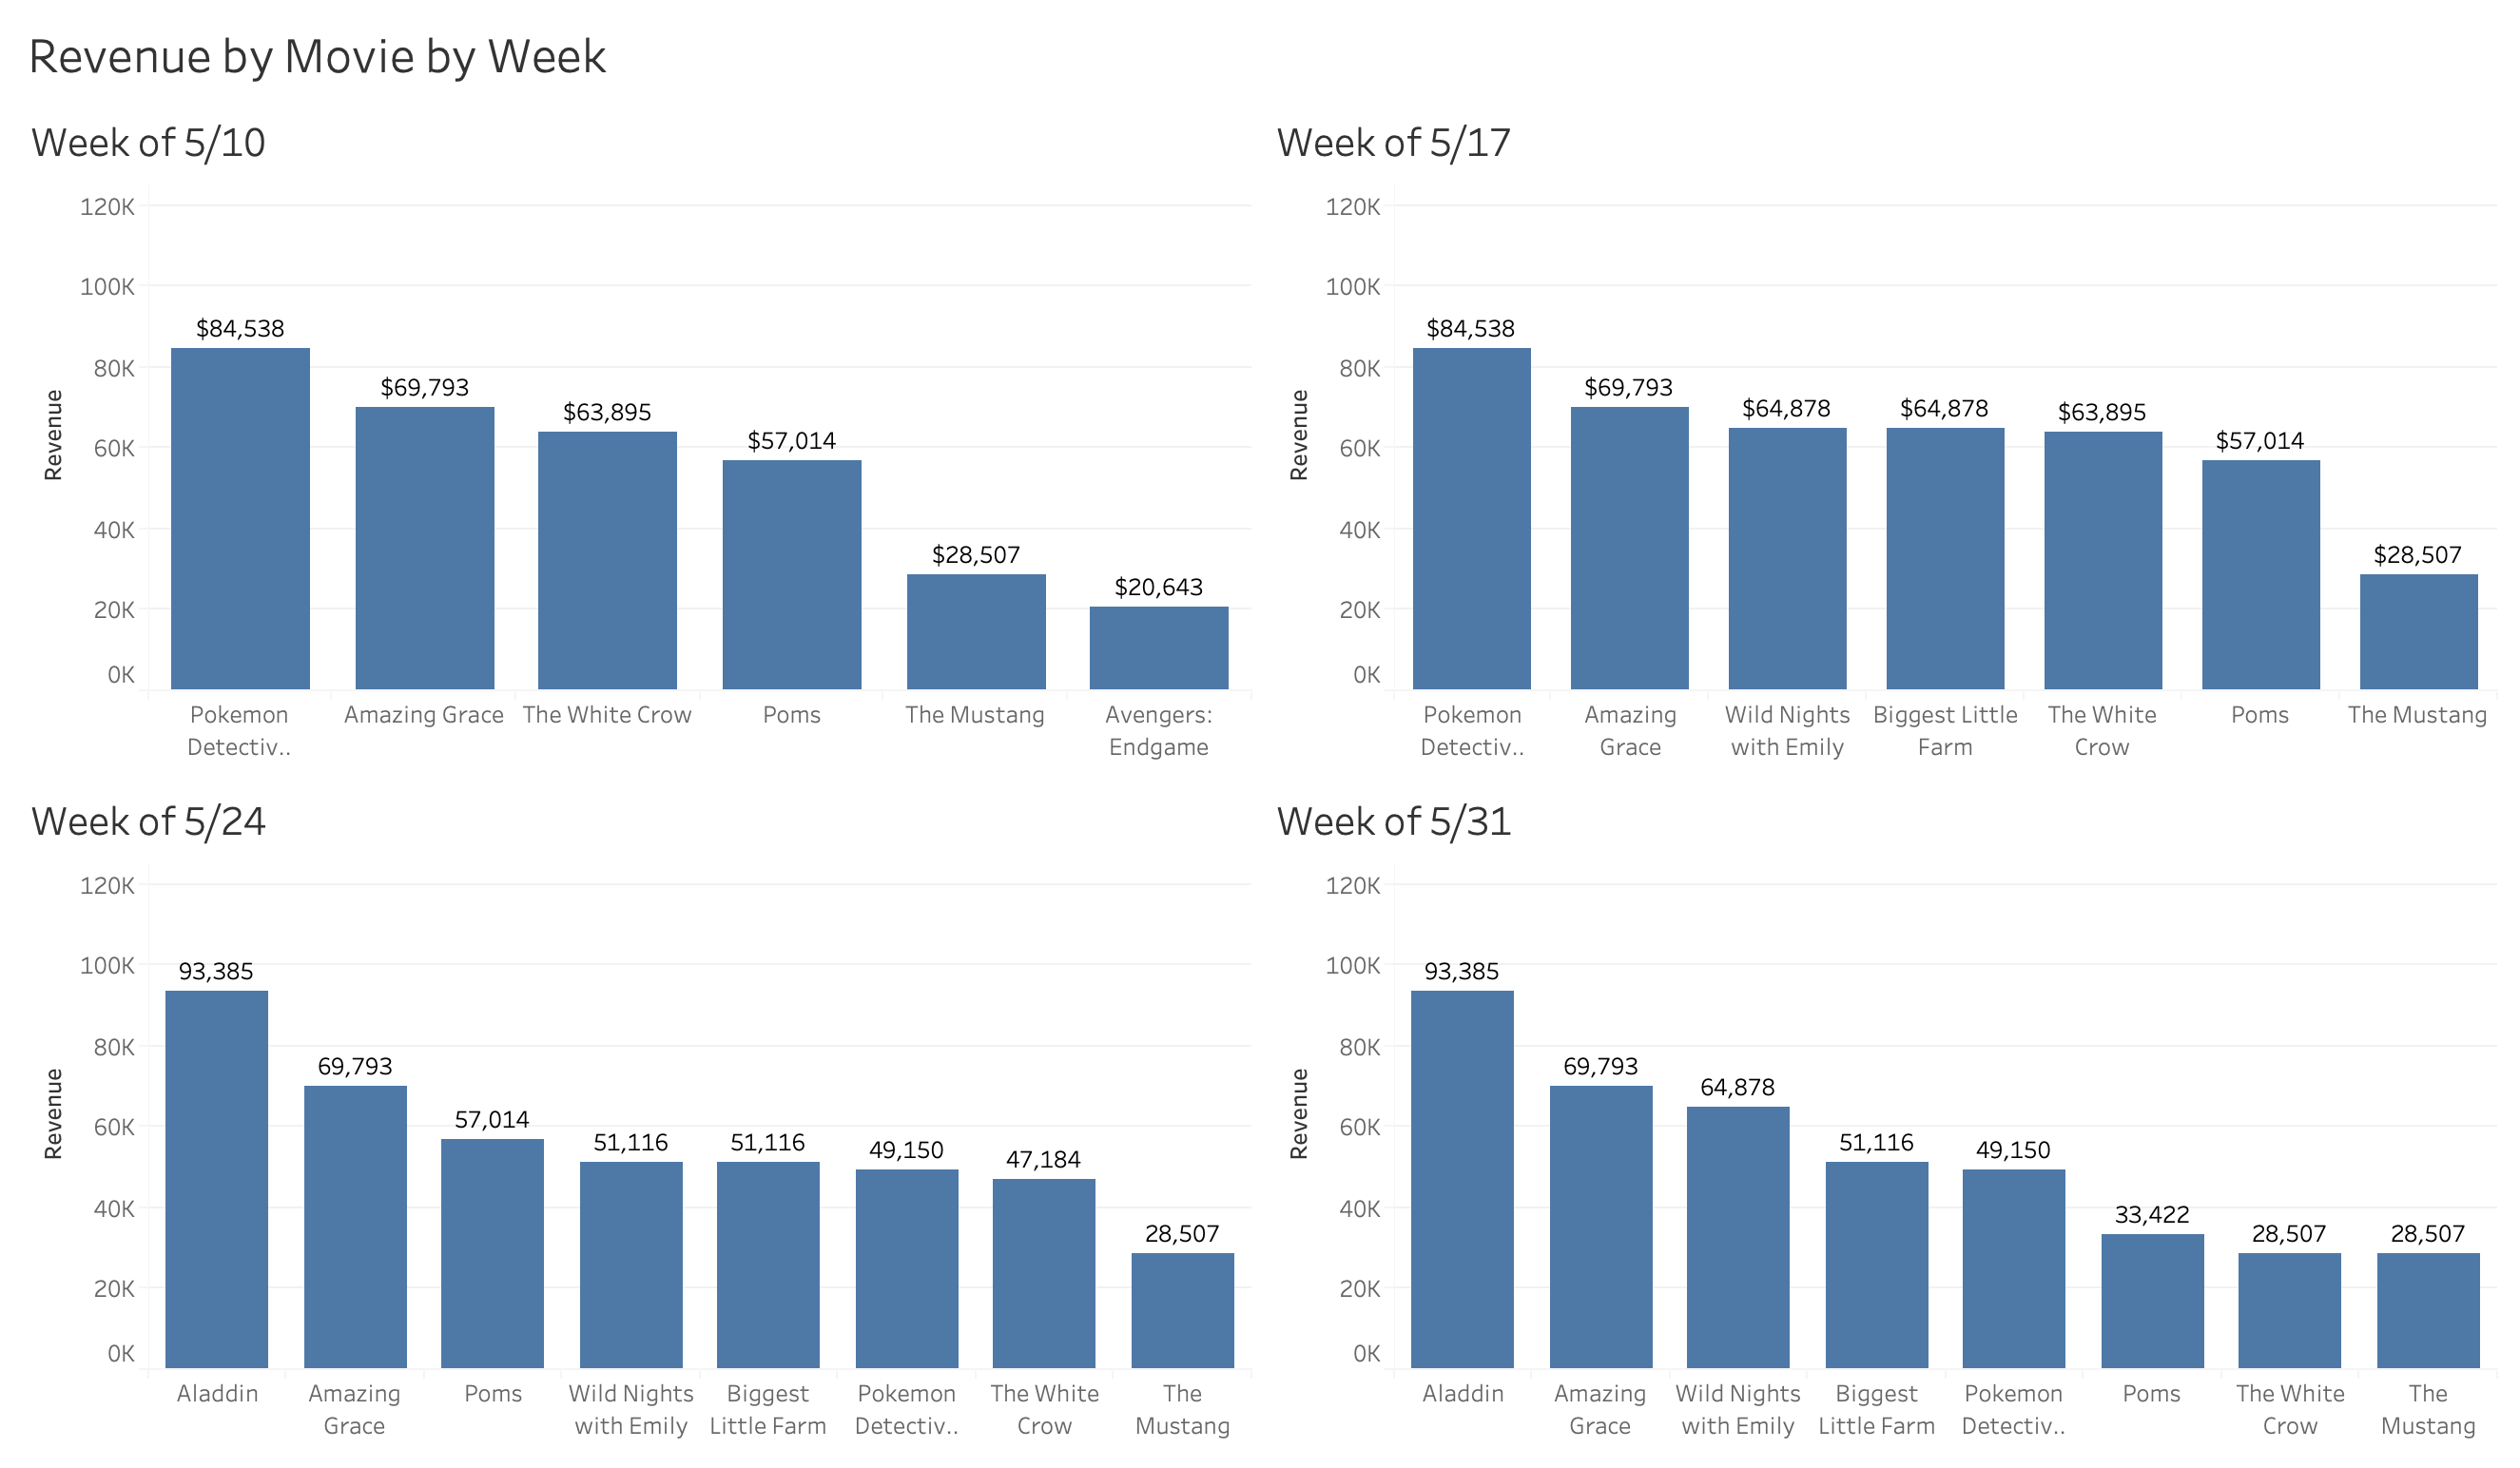 Revenue by Movie by Week
Week of 5/10
Revenue
120K
100K
80K
60K
40K
20K
0K
$84,538
$69,793
$63,895
$57,014
$28,507
$20,643
Pokemon
Detectiv..
Amazing Grace
The White Crow
Poms
The Mustang
Avengers:
Endgame
Week of 5/17
Revenue
120K
100K
80K
60K
40K
20K
0K
$84,538
$69,793
$64,878
$64,878
$63,895
$57,014
$28,507
Pokemon
Detectiv..
Amazing
Grace
Wild Nights
with Emily
Biggest Little
Farm
The White
Crow
Poms
The Mustang
Week of 5/24
Revenue
120K
100K
80K
60K
40K
20K
0K
93,385
69,793
57,014
51,116
51,116
49,150
47,184
28,507
Aladdin
Amazing
Grace
Poms
Wild Nights
with Emily
Biggest
Little Farm
Pokemon
Detectiv..
The White
Crow
The
Mustang
Week of 5/31
Revenue
120K
100K
80K
60K
40K
20K
0K
93,385
69,793
64,878
51,116
49,150
33,422
28,507
28,507
Aladdin
Amazing
Grace
Wild Nights
with Emily
Biggest
Little Farm
Pokemon
Detectiv..
Poms
The White
Crow
The
Mustang